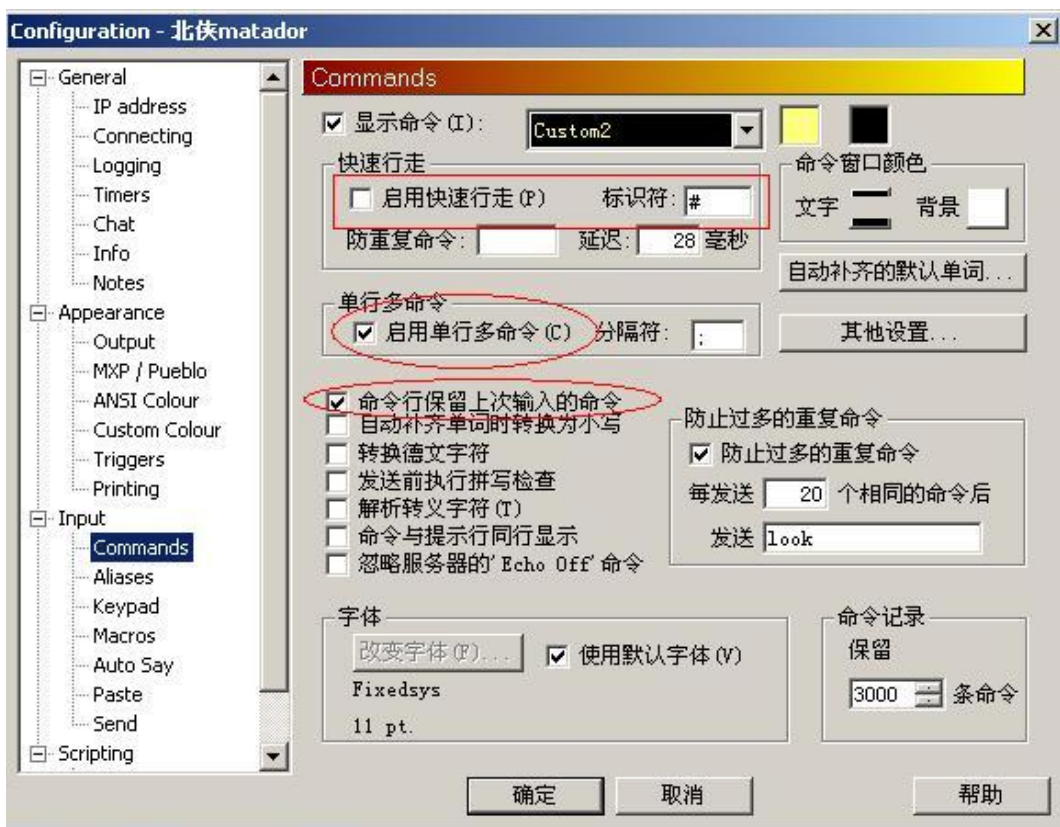 Configuration - 北侠matador
General
IP address
Connecting
Logging
Timers
Chat
Info
Notes
Appearance
Output
MXP / Pueblo
ANSI Colour
Custom Colour
Triggers
Printing
Input
Commands
Aliases
Keypad
Macros
Auto Say
Paste
Send
Scripting
Commands
显示命令(I):
Custom2
快速行走
启用快速行走(P) 标识符: #
防重复命令: 延迟: 28 毫秒
命令窗口颜色
文字 背景
自动补齐的默认单词...
单行多命令
启用单行多命令(C) 分隔符: ;
其他设置...
命令行保留上次输入的命令
自动补齐单词时转换为小写
转换德文字符
发送前执行拼写检查
解析转义字符(T)
命令与提示行同行显示
忽略服务器的'Echo Off'命令
防止过多的重复命令
防止过多的重复命令
每发送 20 个相同的命令后
发送 look
字体
改变字体(F)... 使用默认字体(V)
Fixedsys
11 pt.
命令记录
保留
3000 条命令
确定 取消 帮助